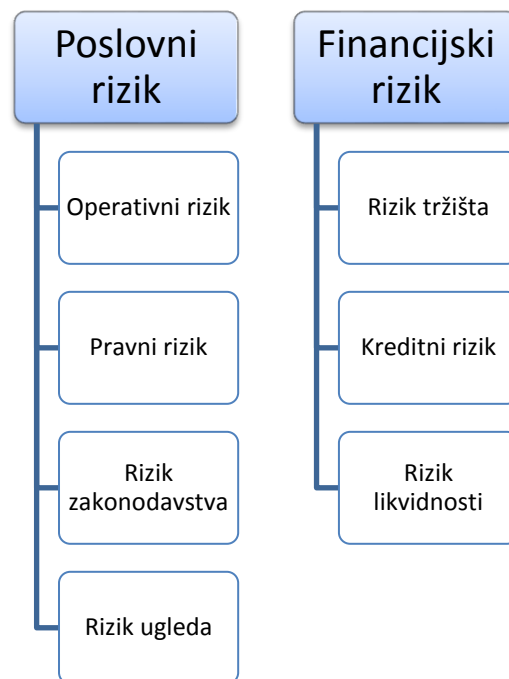 Poslovni
rizik
Operativni rizik
Pravni rizik
Rizik
zakonodavstva
Rizik ugleda
Financijski
rizik
Rizik tržišta
Kreditni rizik
Rizik
likvidnosti